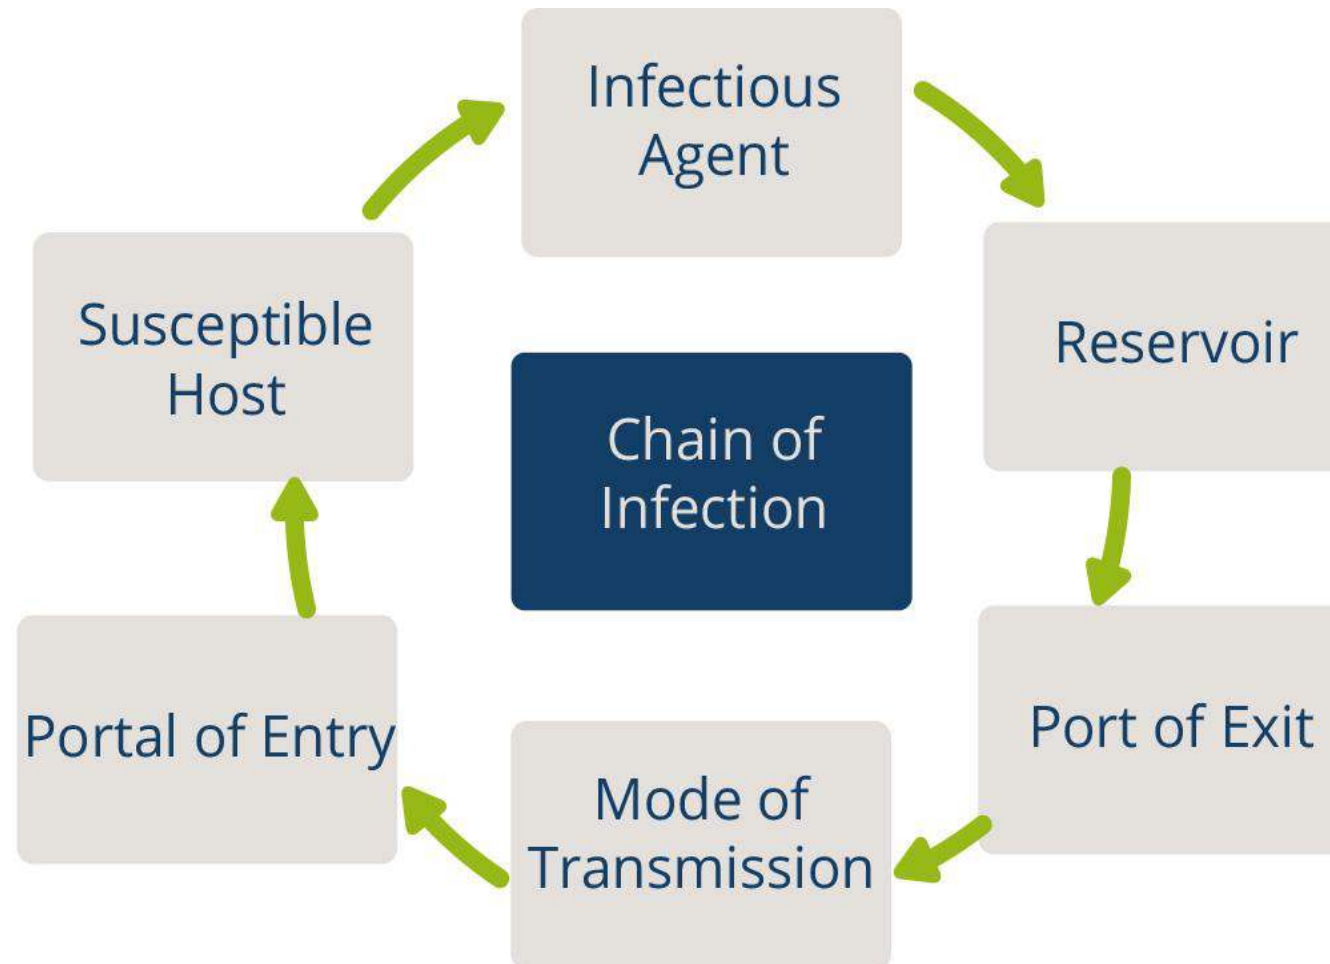 Infectious
Agent
Reservoir
Port of Exit
Mode of
Transmission
Portal of Entry
Susceptible
Host
Chain of
Infection